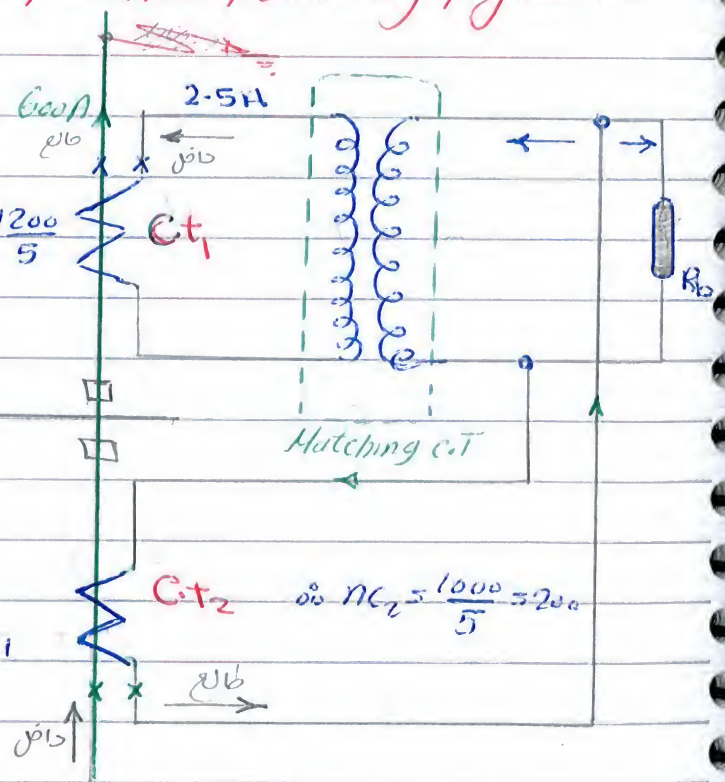 600A
2.5A
طالع
داخل
1200
5
Ct₁
Rb
Matching C.T
Ct₂
∴ nC₂ = 1000/5 = 200
طالع
داخل